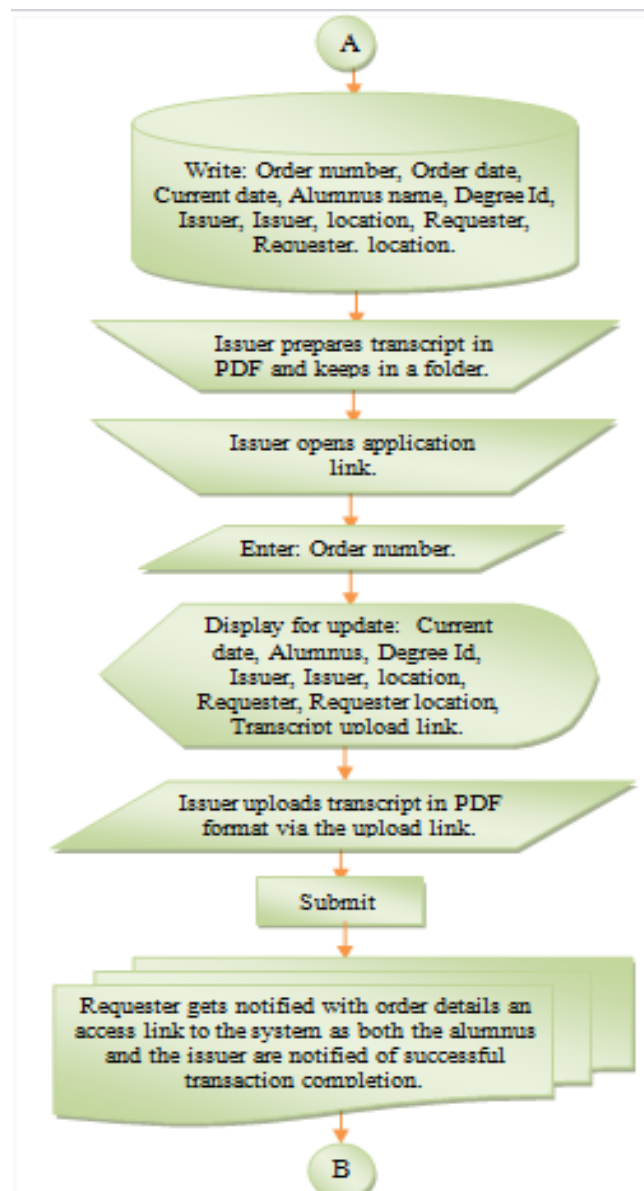 A
Write: Order number, Order date,
Current date, Alumnus name, Degree Id,
Issuer, Issuer, location, Requester,
Requester. location.
Issuer prepares transcript in
PDF and keeps in a folder.
Issuer opens application
link.
Enter: Order number.
Display for update: Current
date, Alumnus, Degree Id,
Issuer, Issuer, location,
Requester, Requester location,
Transcript upload link.
Issuer uploads transcript in PDF
format via the upload link.
Submit
Requester gets notified with order details an
access link to the system as both the alumnus
and the issuer are notified of successful
transaction completion.
B